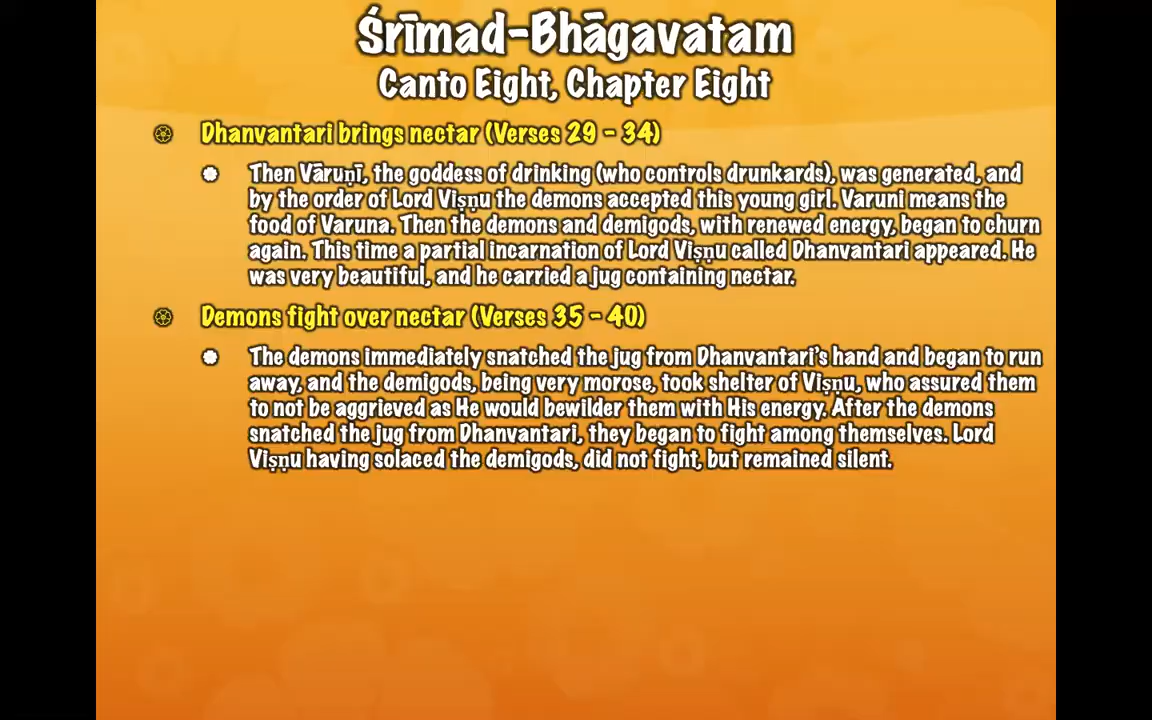 Śrīmad-Bhāgavatam
Canto Eight, Chapter Eight
Dhanvantari brings nectar (Verses 29 – 34)
Then Vāruṇī, the goddess of drinking (who controls drunkards), was generated, and
by the order of Lord Viṣṇu the demons accepted this young girl. Varuni means the
food of Varuna. Then the demons and demigods, with renewed energy, began to churn
again. This time a partial incarnation of Lord Viṣṇu called Dhanvantari appeared. He
was very beautiful, and he carried a jug containing nectar.
Demons fight over nectar (Verses 35 – 40)
The demons immediately snatched the jug from Dhanvantari's hand and began to run
away, and the demigods, being very morose, took shelter of Viṣṇu, who assured them
to not be aggrieved as He would bewilder them with His energy. After the demons
snatched the jug from Dhanvantari, they began to fight among themselves. Lord
Viṣṇu having solaced the demigods, did not fight, but remained silent.